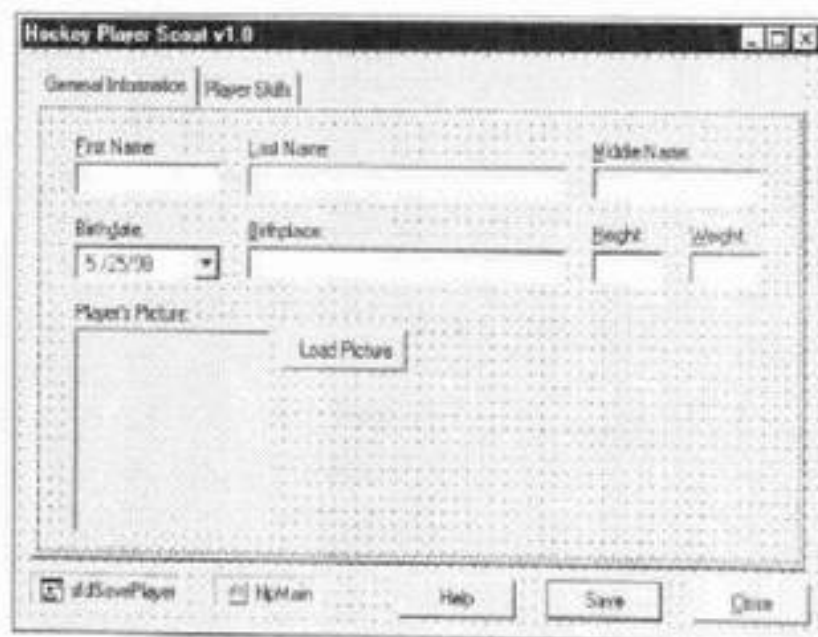 Hockey Player Scout v1.0
General Information Player Skills
First Name: Last Name: Middle Name:
Birthdate: Birthplace: Height: Weight:
5 /25/98
Player's Picture:
Load Picture
Help Save Close